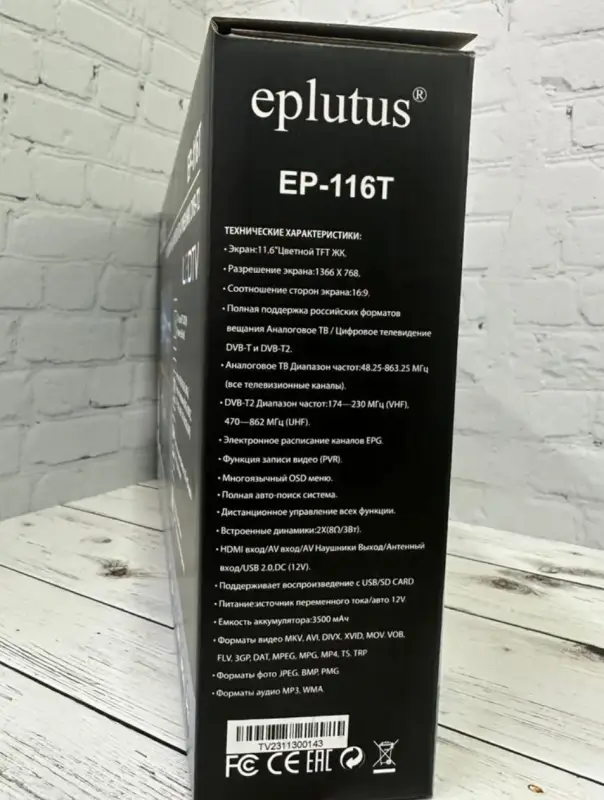 eplutus®
EP-116T
ТЕХНИЧЕСКИЕ ХАРАКТЕРИСТИКИ:
• Экран:11.6"Цветной TFT ЖК.
• Разрешение экрана:1366 X 768.
• Соотношение сторон экрана:16:9.
• Полная поддержка российских форматов
вещания Аналоговое ТВ / Цифровое телевидение
DVB-T и DVB-T2.
• Аналоговое ТВ Диапазон частот:48.25-863.25 МГц
(все телевизионные каналы).
• DVB-T2 Диапазон частот:174—230 МГц (VHF),
470—862 МГц (UHF).
• Электронное расписание каналов EPG.
• Функция записи видео (PVR).
• Многоязычный OSD меню.
• Полная авто-поиск система.
• Дистанционное управление всех функции.
• Встроенные динамики:2X(8Ω/3Вт).
• HDMI вход/AV вход/AV Наушники Выход/Антенный
вход/USB 2.0,DC (12V).
• Поддерживает воспроизведение с USB/SD CARD
• Питание:источник переменного тока/авто 12V
• Емкость аккумулятора:3500 мАч
• Форматы видео MKV, AVI, DIVX, XVID, MOV. VOB,
FLV, 3GP, DAT, MPEG, MPG, MP4, TS, TRP
• Форматы фото JPEG, BMP, PMG
• Форматы аудио MP3, WMA.
TV2311300143
FC CE EAC
EP-116T
DTV